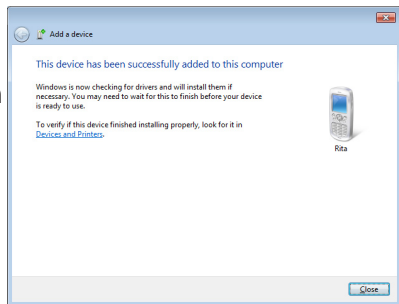 Add a device
This device has been successfully added to this computer
Windows is now checking for drivers and will install them if
necessary. You may need to wait for this to finish before your device
is ready to use.
To verify if this device finished installing properly, look for it in
Devices and Printers.
Rita
Close